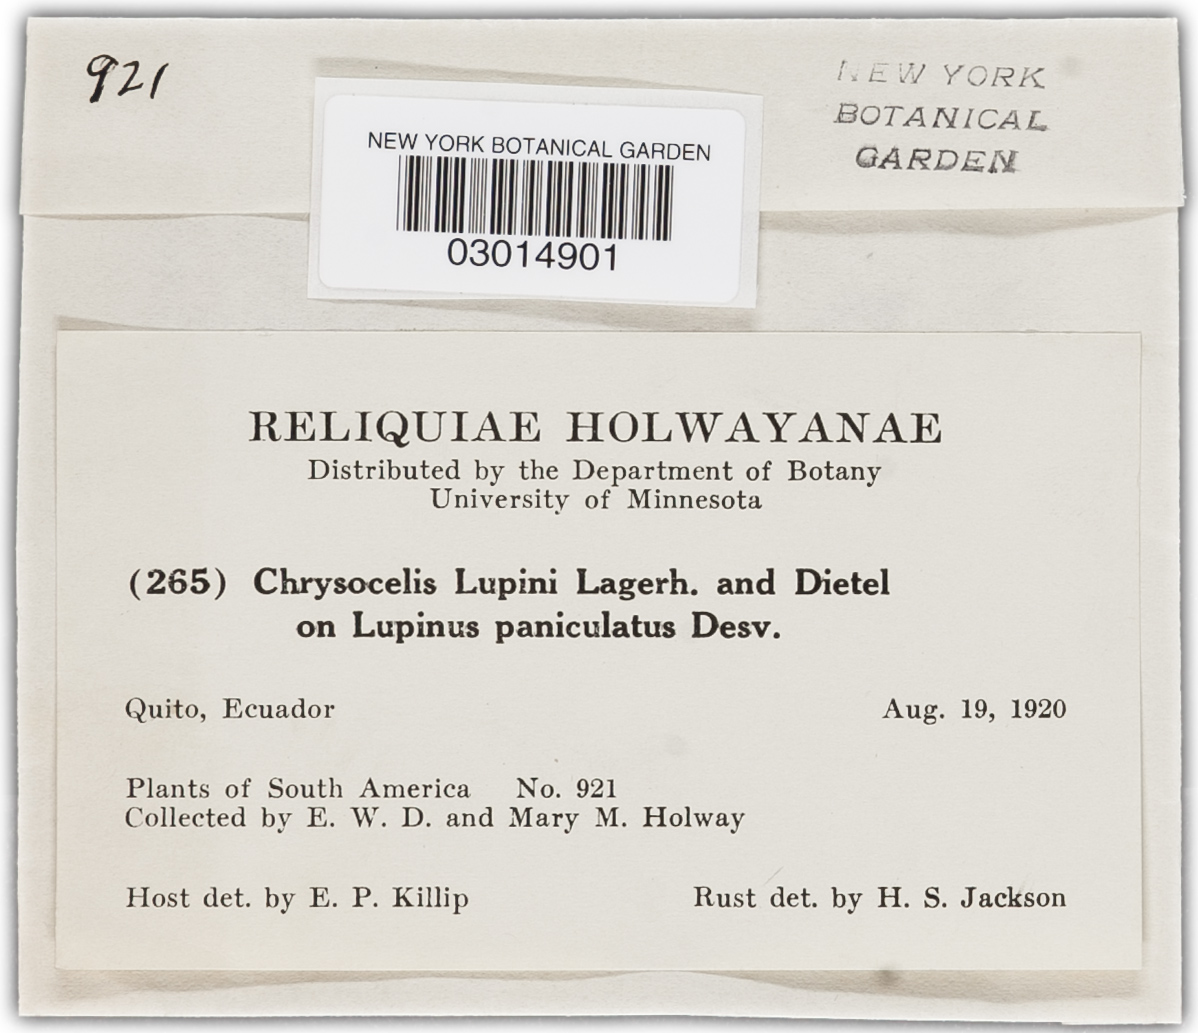 921
NEW YORK
BOTANICAL
GARDEN
NEW YORK BOTANICAL GARDEN
03014901
RELIQUIAE HOLWAYANAE
Distributed by the Department of Botany
University of Minnesota
(265) Chrysocelis Lupini Lagerh. and Dietel
on Lupinus paniculatus Desv.
Quito, Ecuador Aug. 19, 1920
Plants of South America No. 921
Collected by E. W. D. and Mary M. Holway
Host det. by E. P. Killip Rust det. by H. S. Jackson